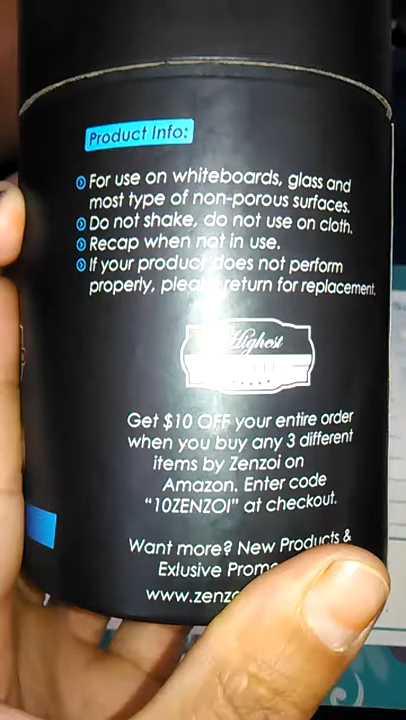 Product Info:
For use on whiteboards, glass and
most type of non-porous surfaces.
Do not shake, do not use on cloth.
Recap when not in use.
If your product does not perform
properly, please return for replacement.
Highest
Get $10 OFF your entire order
when you buy any 3 different
items by Zenzoi on
Amazon. Enter code
"10ZENZOI" at checkout.
Want more? New Products &
Exlusive
www.